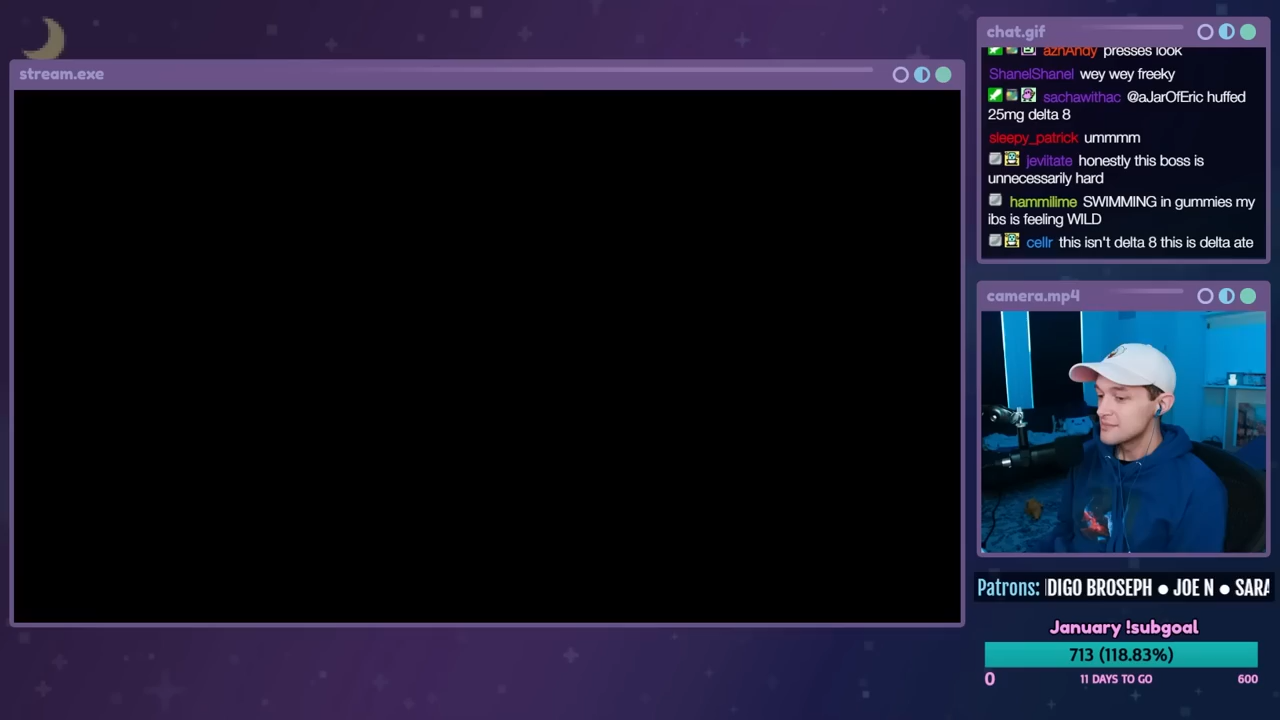 stream.exe
chat.gif
aznAndy presses look
ShanelShanel wey wey freeky
sachawithac @aJarOfEric huffed
25mg delta 8
sleepy_patrick ummmm
jeviltate honestly this boss is
unnecessarily hard
hammilime SWIMMING in gummies my
ibs is feeling WILD
cellr this isn't delta 8 this is delta ate
camera.mp4
Patrons: DIGO BROSEPH ● JOE N ● SARA
January !subgoal
713 (118.83%)
0 11 DAYS TO GO 600